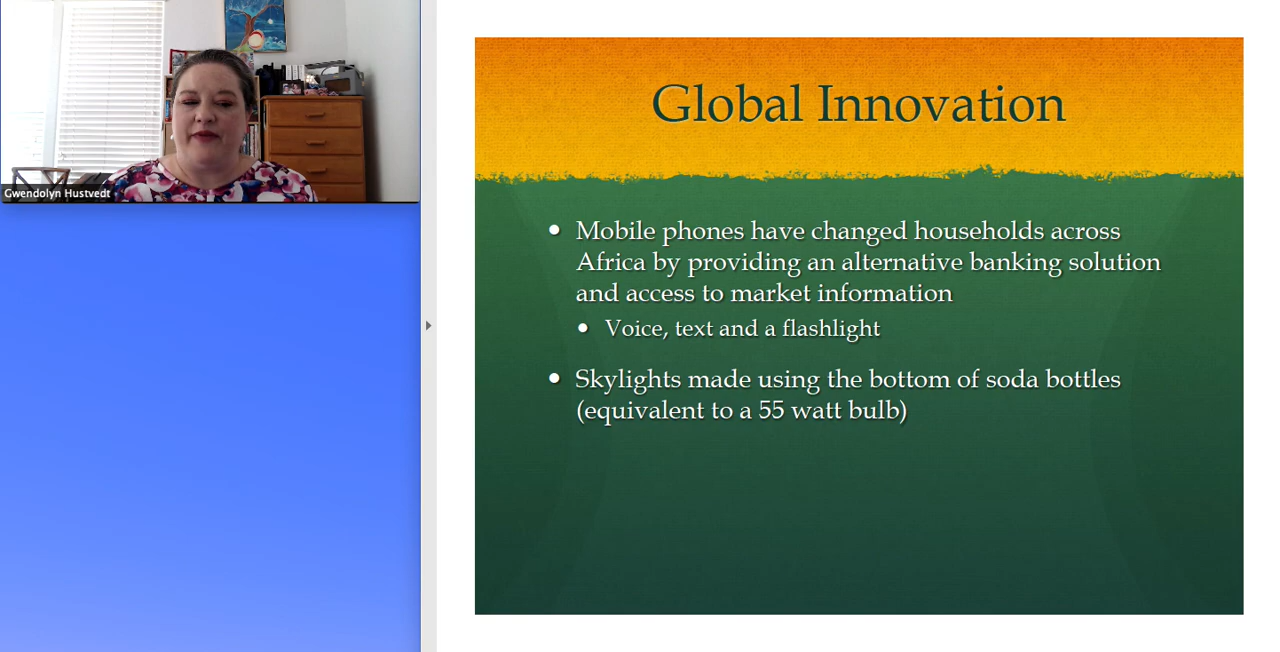 Gwendolyn Hustvedt
Global Innovation
• Mobile phones have changed households across
Africa by providing an alternative banking solution
and access to market information
• Voice, text and a flashlight
• Skylights made using the bottom of soda bottles
(equivalent to a 55 watt bulb)